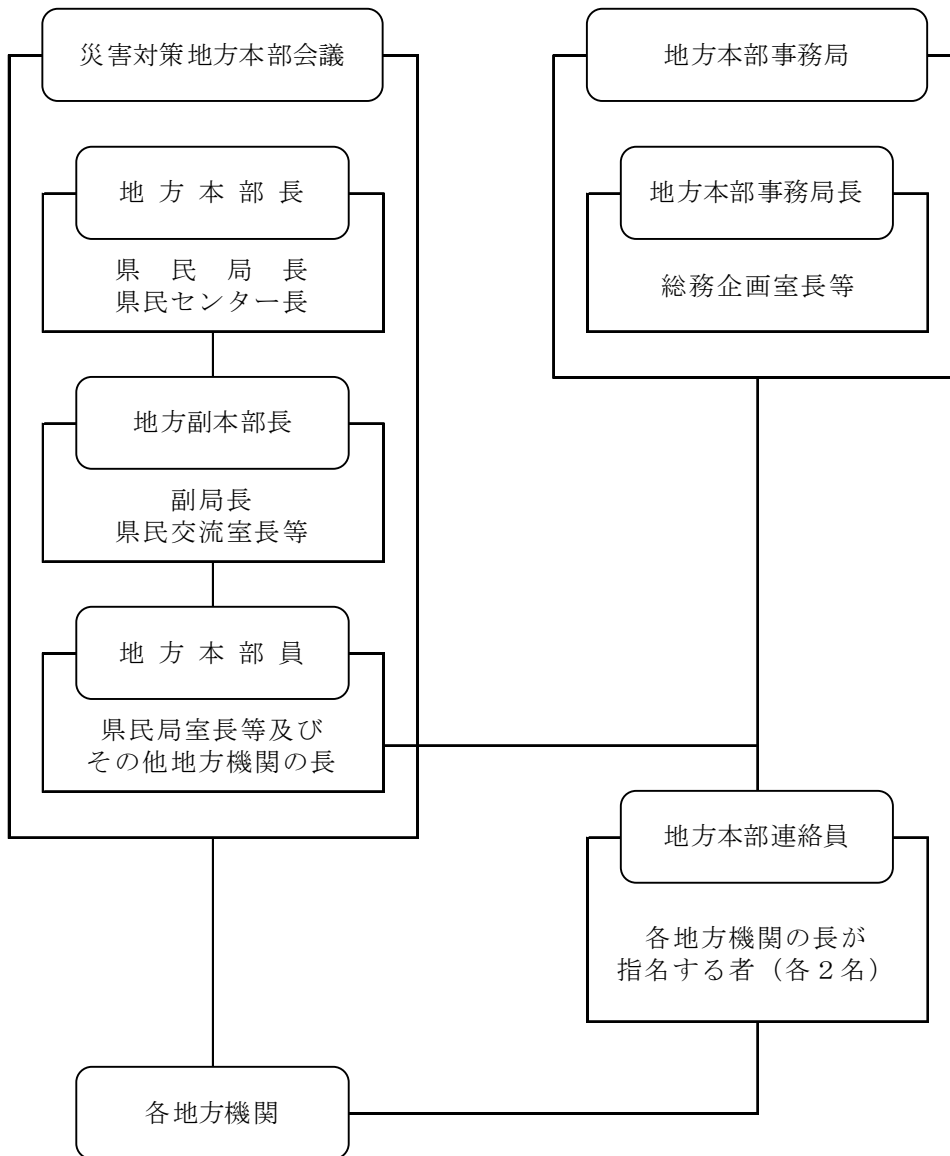 災害対策地方本部会議
地方本部長
県民局長
県民センター長
地方副本部長
副局長
県民交流室長等
地方本部員
県民局室長等及び
その他地方機関の長
地方本部事務局
地方本部事務局長
総務企画室長等
地方本部連絡員
各地方機関の長が
指名する者（各２名）
各地方機関